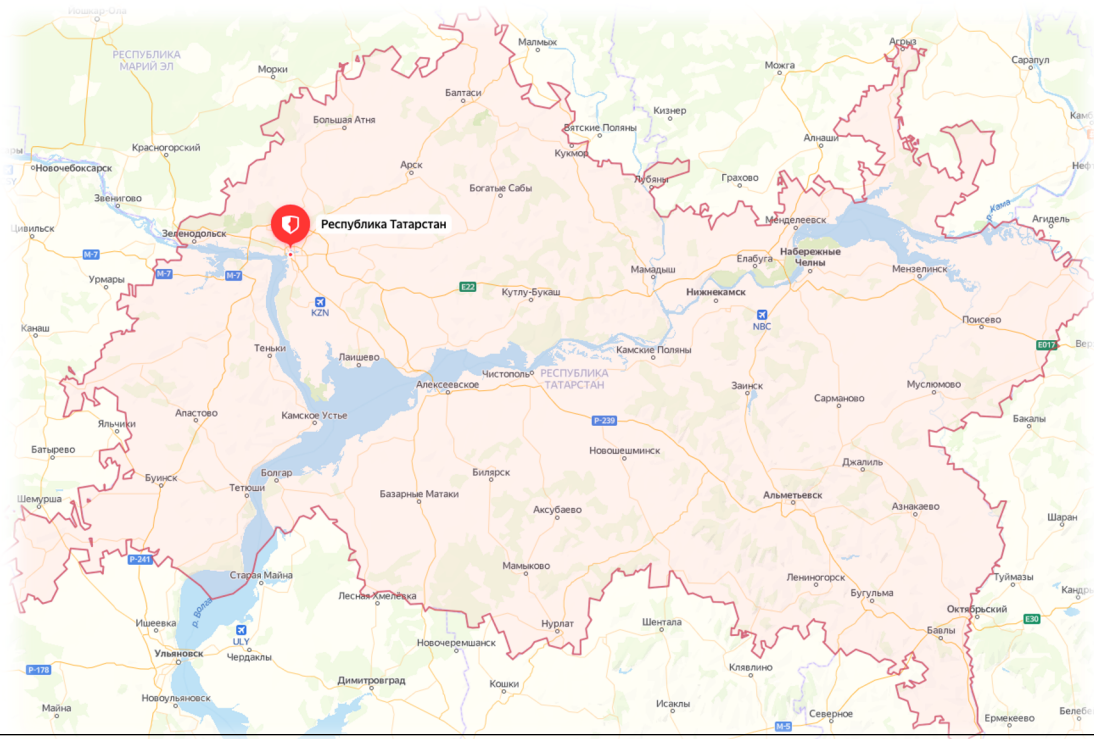 Йошкар-Ола
РЕСПУБЛИКА
МАРИЙ ЭЛ
Малмыж
Агрыз
Морки
Можга
Сарапул
Балтаси
Кизнер
Большая Атня
Вятские Поляны
Красногорский
Кукмор
Алнаши
Новочебоксарск
Арск
Лубяны
Грахово
Богатые Сабы
Звенигово
р. Кама
Республика Татарстан
Менделеевск
Агидель
Зеленодольск
М-7
Набережные
Челны
Елабуга
М-7
М-7
Мамадыш
Мензелинск
Урмары
Е22
Кутлу-Букаш
Нижнекамск
KZN
NBC
Поисево
Канаш
E017
Теньки
Лаишево
Камские Поляны
Чистополь
РЕСПУБЛИКА
ТАТАРСТАН
Алексеевское
Заинск
Муслюмово
Сарманово
Апастово
Камское Устье
Р-239
Бакалы
Яльчики
Батырево
Новошешминск
Джалиль
Буинск
Болгар
Билярск
Тетюши
Базарные Матаки
Альметьевск
Шемурша
Аксубаево
Азнакаево
Шаран
Р-241
Мамыково
Старая Майна
Лениногорск
Туймазы
Лесная Хмелёвка
Бугульма
р. Волга
Октябрьский
Ишеевка
ULY
Нурлат
Шентала
Е30
Бавлы
Новочеремшанск
Ульяновск
Чердаклы
Р-178
Клявлино
Димитровград
Кошки
Новоульяновск
Исаклы
Майна
Северное
Ермекеево
М-5